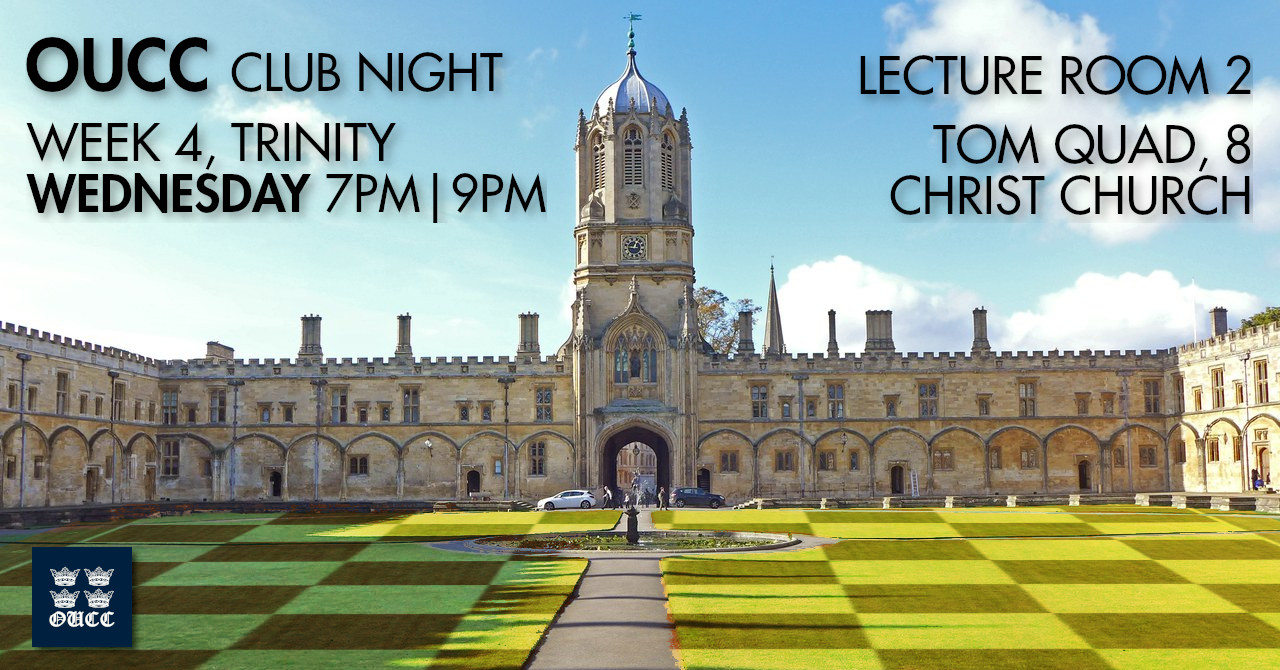 OUCC CLUB NIGHT
WEEK 4, TRINITY
WEDNESDAY 7PM|9PM
LECTURE ROOM 2
TOM QUAD, 8
CHRIST CHURCH
OUCC